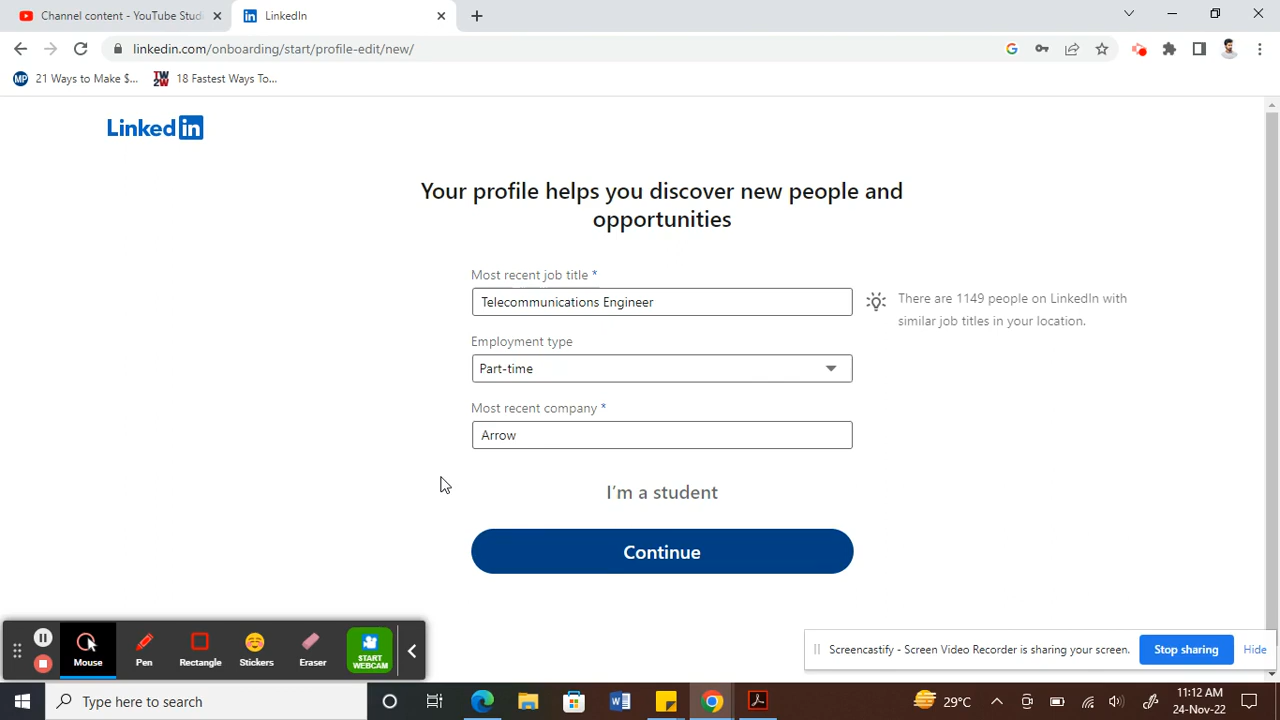 Channel content - YouTube Studi
LinkedIn
linkedin.com/onboarding/start/profile-edit/new/
MP 21 Ways to Make $...
TW 2W 18 Fastest Ways To...
Linked in
Your profile helps you discover new people and
opportunities
Most recent job title *
Telecommunications Engineer
There are 1149 people on LinkedIn with
similar job titles in your location.
Employment type
Part-time
Most recent company *
Arrow
I'm a student
Continue
Mouse
Pen
Rectangle
Stickers
Eraser
START
WEBCAM
Screencastify - Screen Video Recorder is sharing your screen.
Stop sharing
Hide
Type here to search
29°C
11:12 AM
24-Nov-22